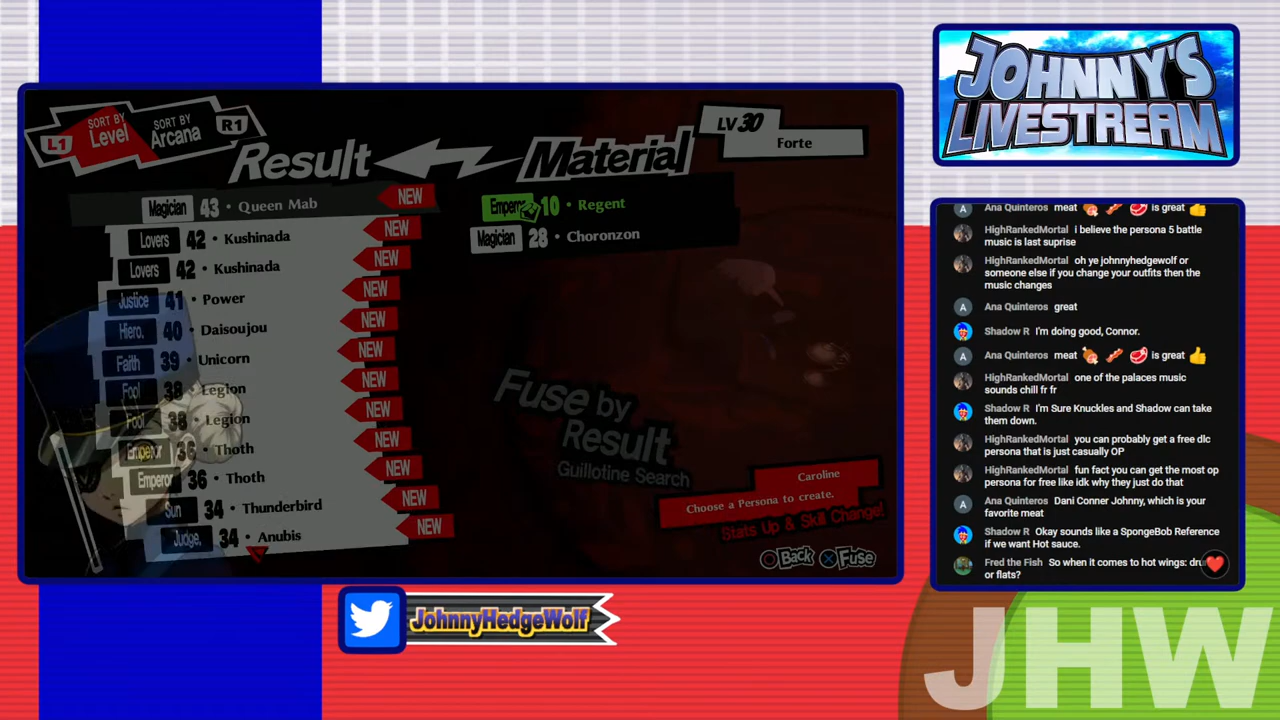 JOHNNY'S
LIVESTREAM
L1 SORT BY Level SORT BY Arcana R1
Result Material
LV 30
Forte
Magician 43 • Queen Mab NEW
Lovers 42 • Kushinada NEW
Lovers 42 • Kushinada NEW
Justice 41 • Power NEW
Hiero. 40 • Daisoujou NEW
Faith 39 • Unicorn NEW
Fool 38 • Legion NEW
Fool 38 • Legion NEW
Emperor 36 • Thoth NEW
Emperor 36 • Thoth NEW
Sun 34 • Thunderbird NEW
Judge. 34 • Anubis NEW
10 • Regent
Magician 28 • Choronzon
Fuse by
Result
Guillotine Search
Caroline
Choose a Persona to create.
Stats Up & Skill Change!
Back Fuse
A Ana Quinteros meat 🍖 🥓 🥩 is great 👍
HighRankedMortal i believe the persona 5 battle
music is last suprise
HighRankedMortal oh ye johnnyhedgewolf or
someone else if you change your outfits then the
music changes
A Ana Quinteros great
Shadow R I'm doing good, Connor.
A Ana Quinteros meat 🍖 🥓 🥩 is great 👍
HighRankedMortal one of the palaces music
sounds chill fr fr
Shadow R I'm Sure Knuckles and Shadow can take
them down.
HighRankedMortal you can probably get a free dlc
persona that is just casually OP
HighRankedMortal fun fact you can get the most op
persona for free like idk why they just do that
A Ana Quinteros Dani Conner Johnny, which is your
favorite meat
Shadow R Okay sounds like a SpongeBob Reference
if we want Hot sauce.
Fred the Fish So when it comes to hot wings:
or flats?
JohnnyHedgeWolf
JHW